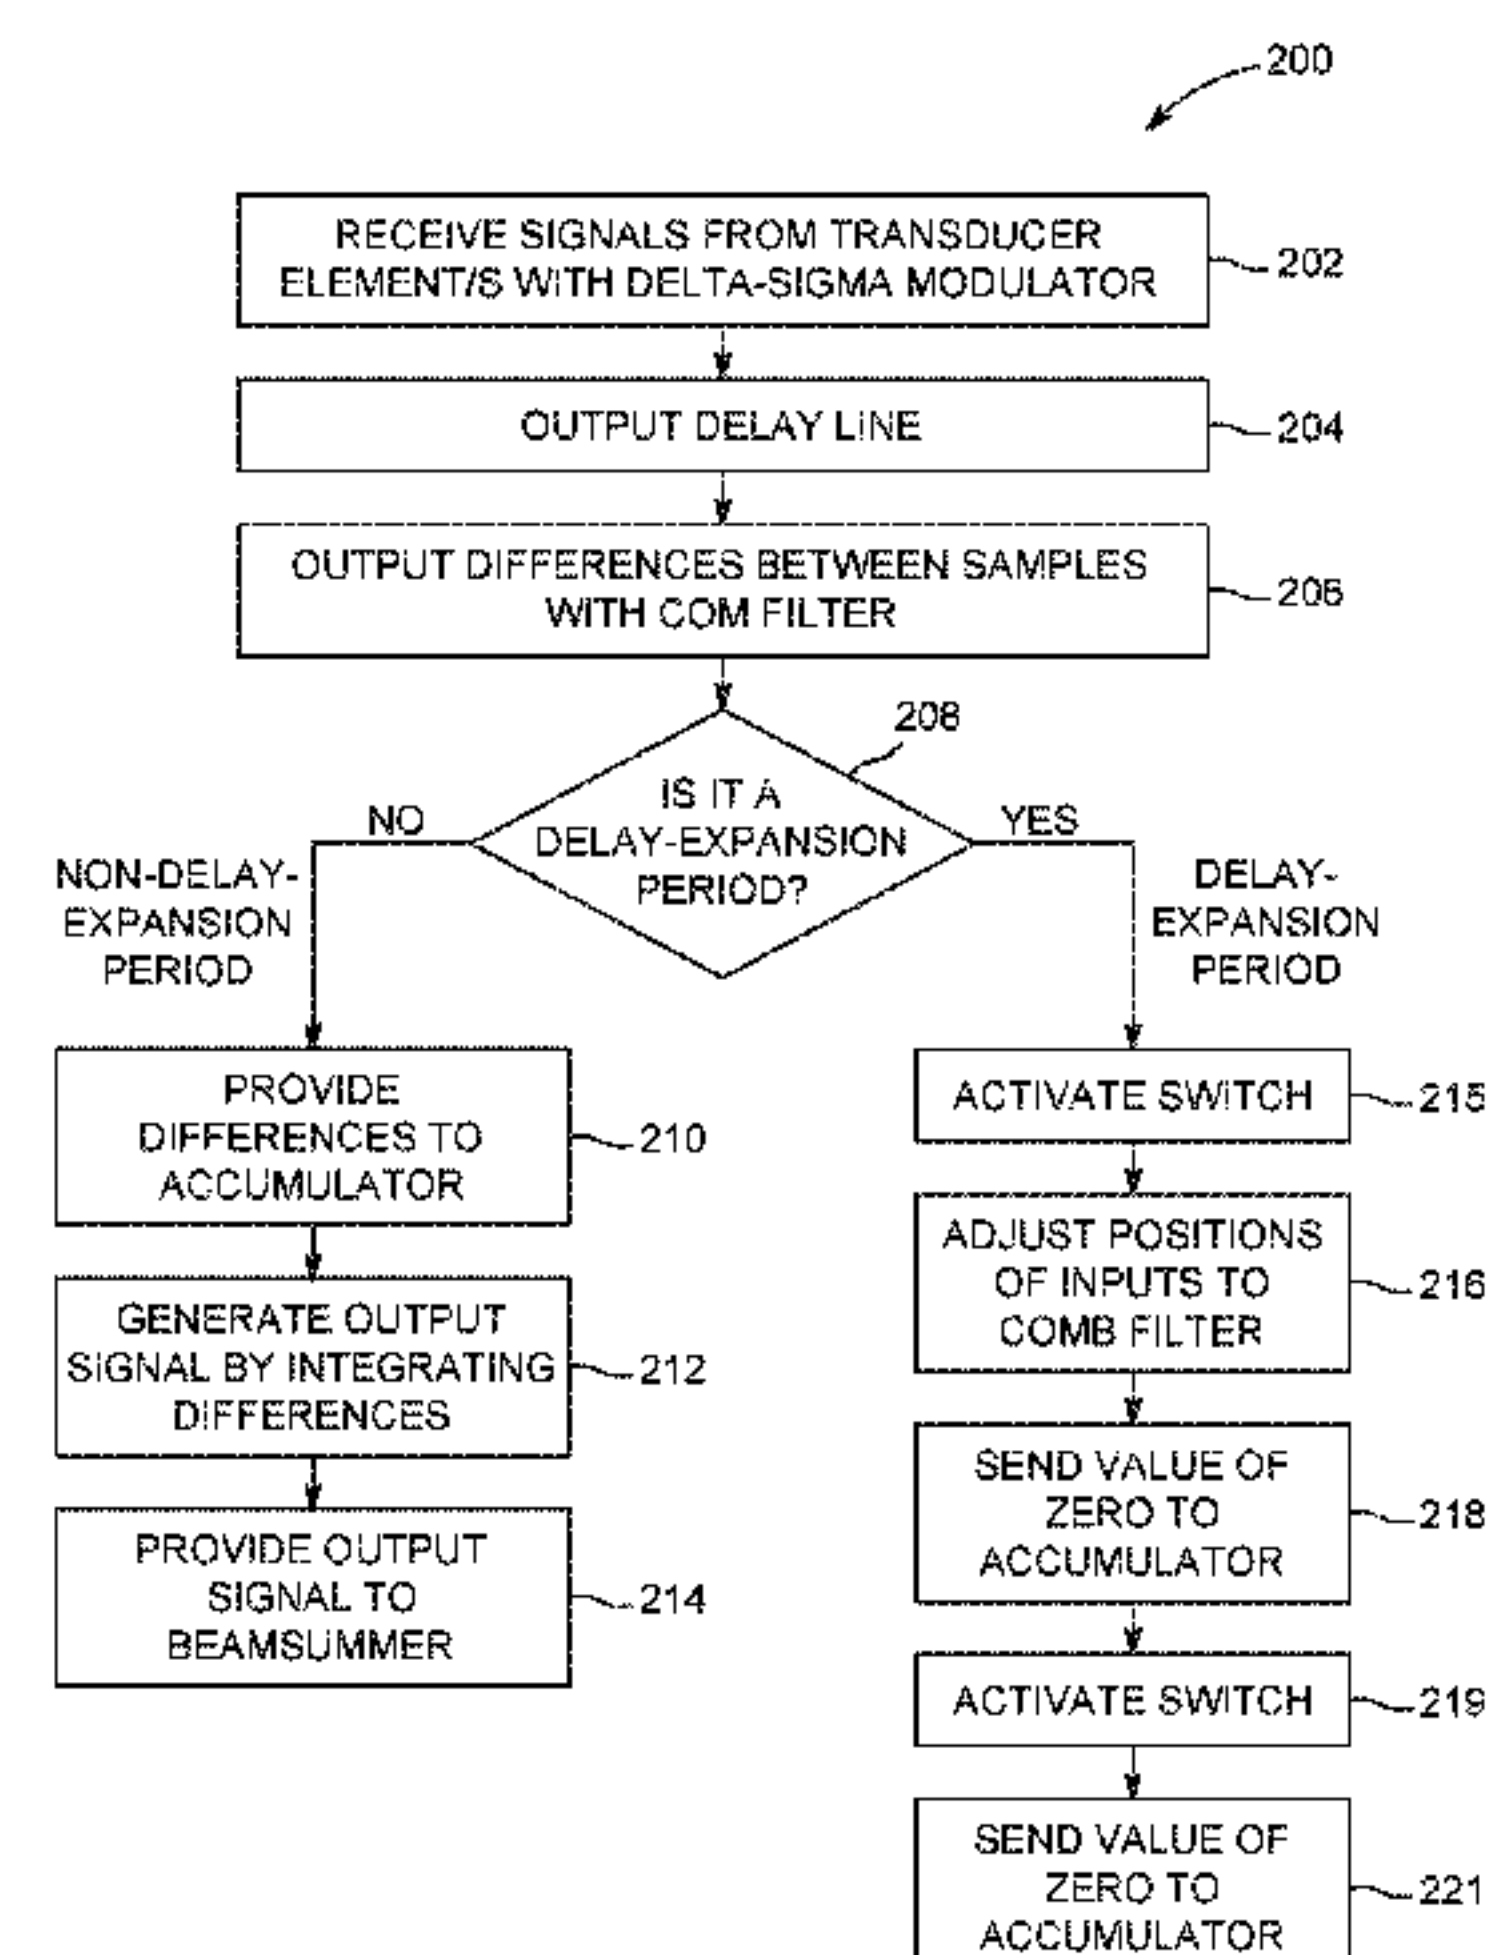 200
RECEIVE SIGNALS FROM TRANSDUCER
ELEMENT/S WITH DELTA-SIGMA MODULATOR
202
OUTPUT DELAY LINE
204
OUTPUT DIFFERENCES BETWEEN SAMPLES
WITH COM FILTER
206
208
IS IT A
DELAY-EXPANSION
PERIOD?
NO
YES
NON-DELAY-
EXPANSION
PERIOD
DELAY-
EXPANSION
PERIOD
PROVIDE
DIFFERENCES TO
ACCUMULATOR
210
GENERATE OUTPUT
SIGNAL BY INTEGRATING
DIFFERENCES
212
PROVIDE OUTPUT
SIGNAL TO
BEAMSUMMER
214
ACTIVATE SWITCH
215
ADJUST POSITIONS
OF INPUTS TO
COMB FILTER
216
SEND VALUE OF
ZERO TO
ACCUMULATOR
218
ACTIVATE SWITCH
219
SEND VALUE OF
ZERO TO
ACCUMULATOR
221